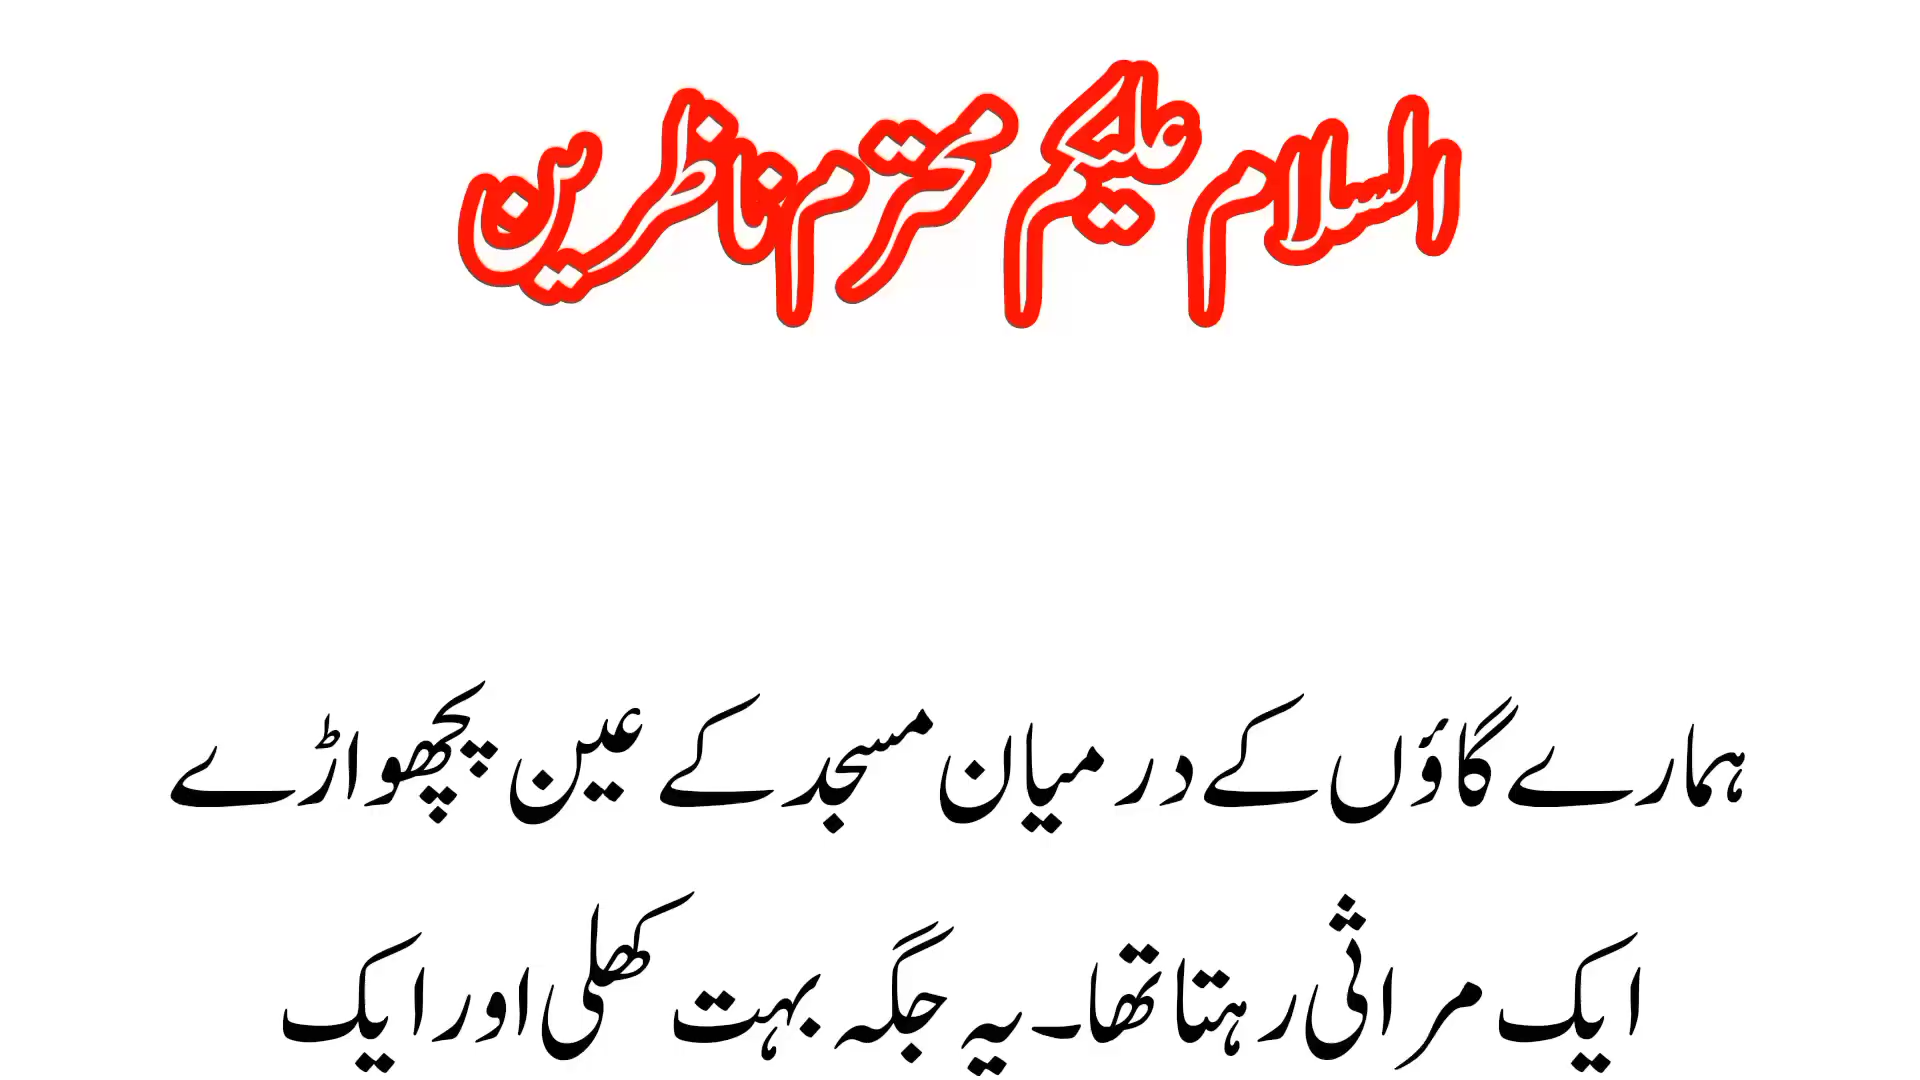 السلام علیکم محترم ناظرین
ہمارے گاؤں کے درمیان مسجد کے عین پچھواڑے
ایک مراثی رہتا تھا۔ یہ جگہ بہت کھلی اور ایک